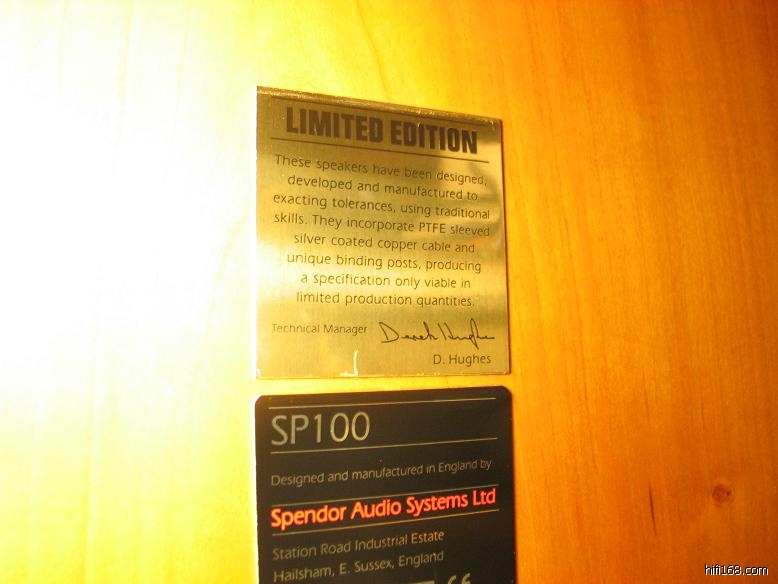 LIMITED EDITION
These speakers have been designed,
developed and manufactured to
exacting tolerances, using traditional
skills. They incorporate PTFE sleeved
silver coated copper cable and
unique binding posts, producing
a specification only viable in
limited production quantities.
Technical Manager Derek Hughes
D. Hughes
SP100
Designed and manufactured in England by
Spendor Audio Systems Ltd
Station Road Industrial Estate
Hailsham, E. Sussex, England
CE
hifi168.com